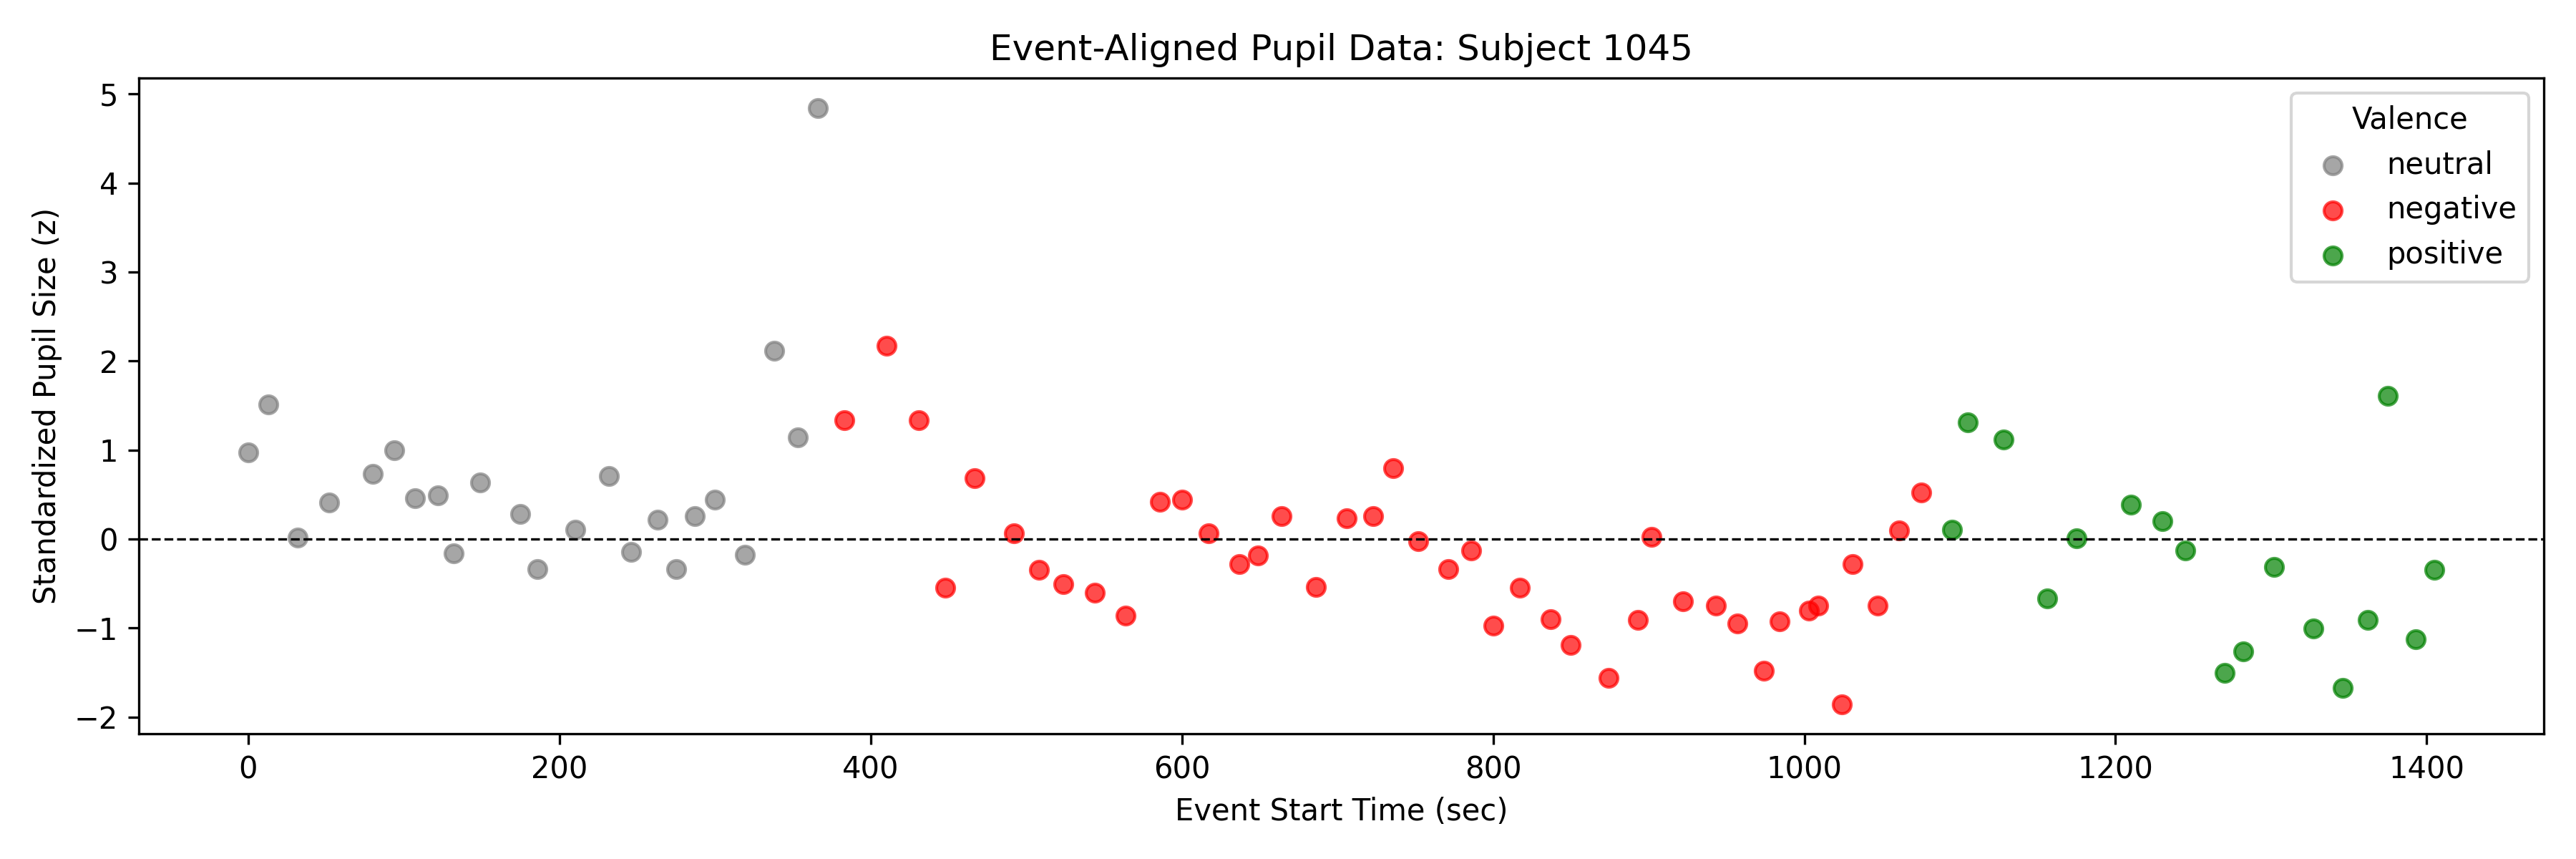 Event-Aligned Pupil Data: Subject 1045
Standardized Pupil Size (z)
5
4
3
2
1
0
−1
−2
Valence
neutral
negative
positive
0 200 400 600 800 1000 1200 1400
Event Start Time (sec)